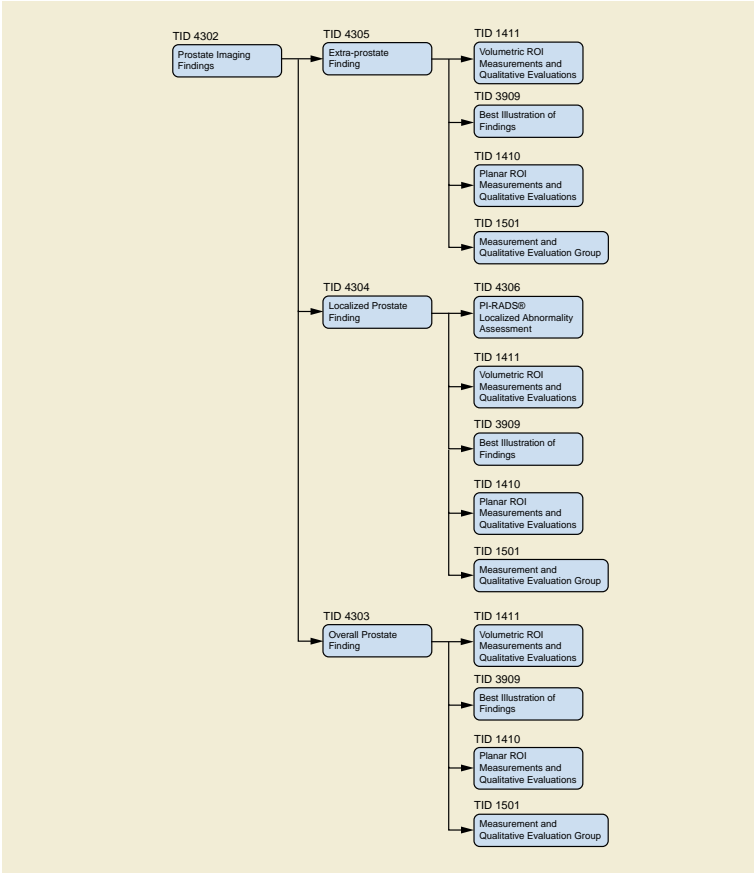 TID 4302
Prostate Imaging
Findings
TID 4305
Extra-prostate
Finding
TID 1411
Volumetric ROI
Measurements and
Qualitative Evaluations
TID 3909
Best Illustration of
Findings
TID 1410
Planar ROI
Measurements and
Qualitative Evaluations
TID 1501
Measurement and
Qualitative Evaluation Group
TID 4304
Localized Prostate
Finding
TID 4306
PI-RADS®
Localized Abnormality
Assessment
TID 1411
Volumetric ROI
Measurements and
Qualitative Evaluations
TID 3909
Best Illustration of
Findings
TID 1410
Planar ROI
Measurements and
Qualitative Evaluations
TID 1501
Measurement and
Qualitative Evaluation Group
TID 4303
Overall Prostate
Finding
TID 1411
Volumetric ROI
Measurements and
Qualitative Evaluations
TID 3909
Best Illustration of
Findings
TID 1410
Planar ROI
Measurements and
Qualitative Evaluations
TID 1501
Measurement and
Qualitative Evaluation Group